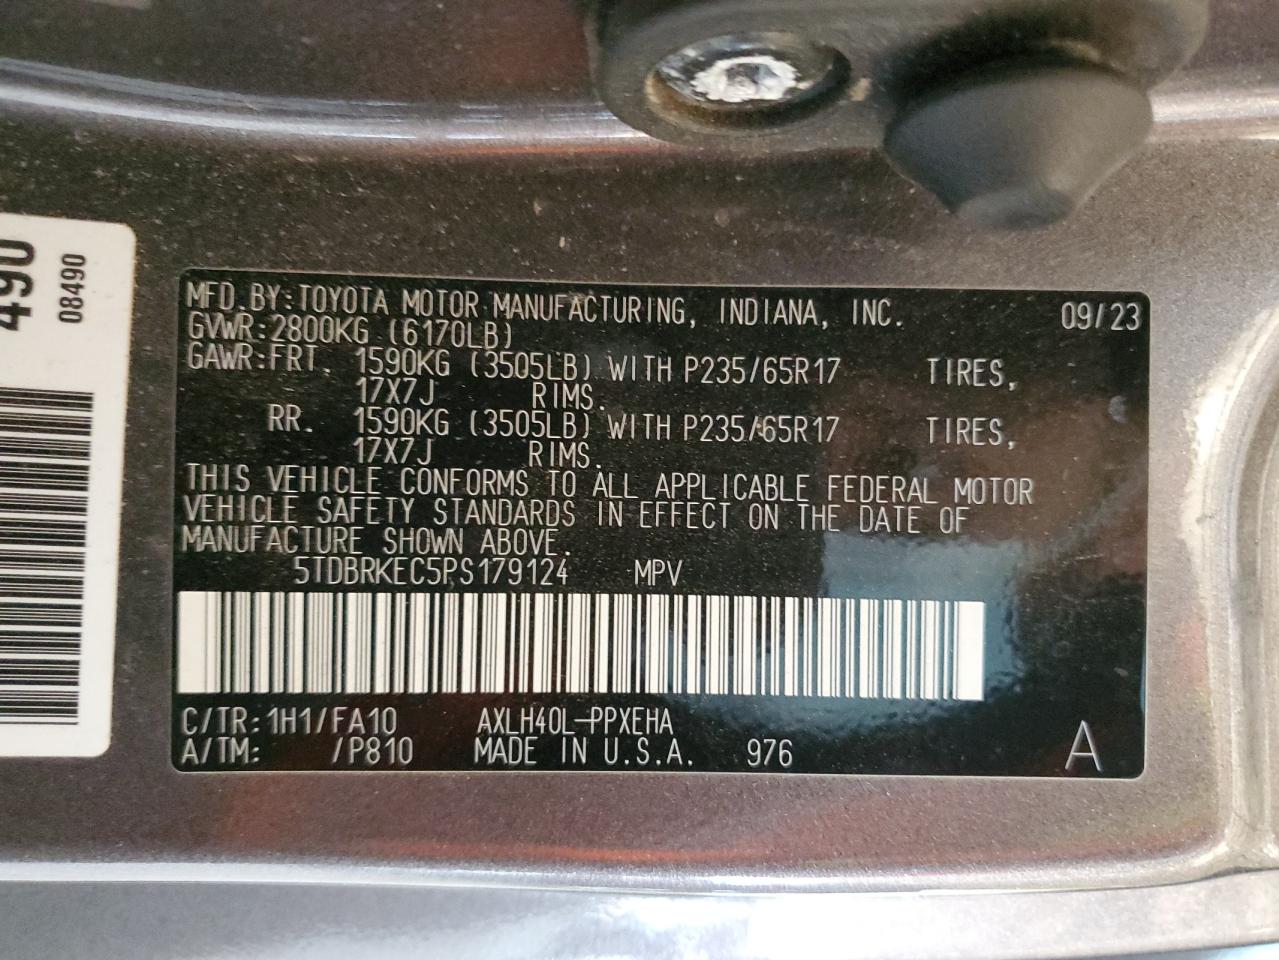 490
08490
MFD.BY:TOYOTA MOTOR MANUFACTURING, INDIANA, INC. 09/23
GVWR:2800KG (6170LB)
GAWR:FRT. 1590KG (3505LB) WITH P235/65R17 TIRES,
17X7J RIMS.
RR. 1590KG (3505LB) WITH P235/65R17 TIRES,
17X7J RIMS.
THIS VEHICLE CONFORMS TO ALL APPLICABLE FEDERAL MOTOR
VEHICLE SAFETY STANDARDS IN EFFECT ON THE DATE OF
MANUFACTURE SHOWN ABOVE.
5TDBRKEC5PS179124 MPV
C/TR:1H1/FA10 AXLH40L-PPXEHA
A/TM: /P810 MADE IN U.S.A. 976 A